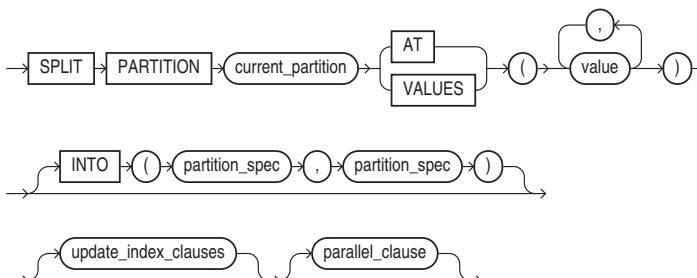 ,
AT
SPLIT PARTITION current_partition ( value )
VALUES
INTO ( partition_spec , partition_spec )
update_index_clauses parallel_clause